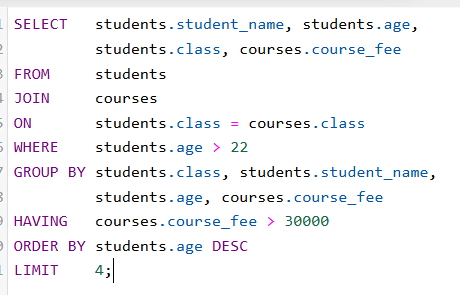 SELECT   students.student_name, students.age,
         students.class, courses.course_fee
FROM     students
JOIN     courses
ON       students.class = courses.class
WHERE    students.age > 22
GROUP BY students.class, students.student_name,
         students.age, courses.course_fee
HAVING   courses.course_fee > 30000
ORDER BY students.age DESC
LIMIT    4;